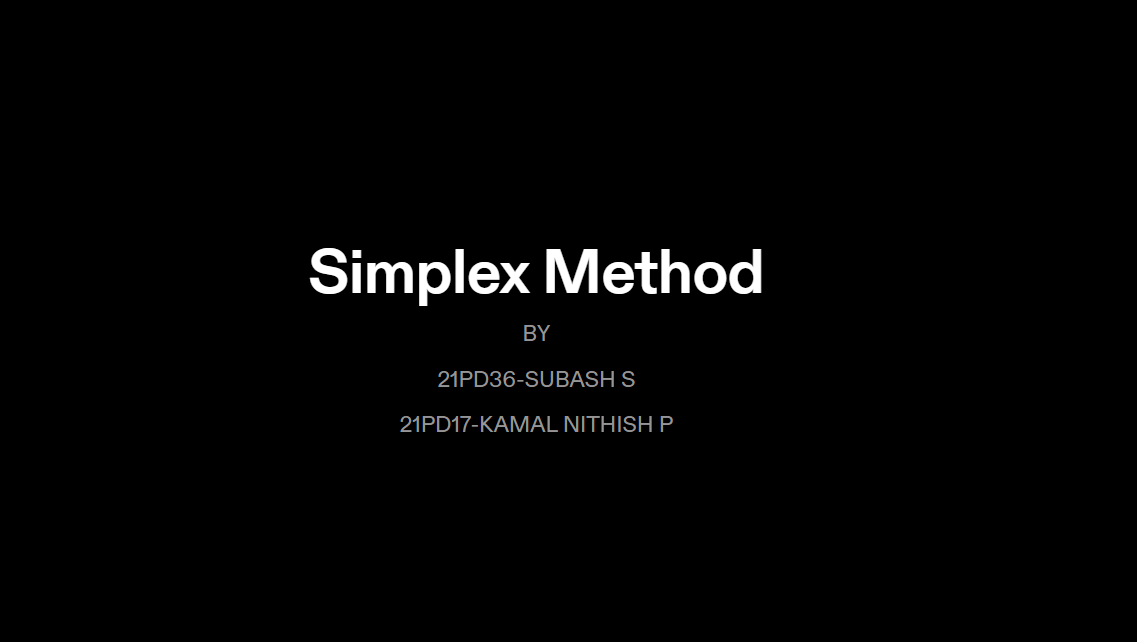 Simplex Method
BY
21PD36-SUBASH S
21PD17-KAMAL NITHISH P